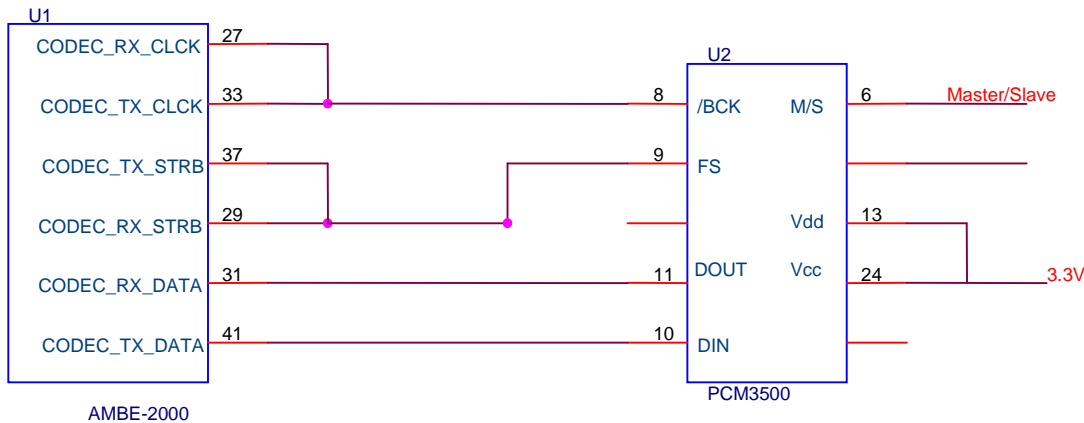 U1
CODEC_RX_CLCK 27
CODEC_TX_CLCK 33
CODEC_TX_STRB 37
CODEC_RX_STRB 29
CODEC_RX_DATA 31
CODEC_TX_DATA 41
AMBE-2000
U2
8 /BCK M/S 6 Master/Slave
9 FS
Vdd 13
11 DOUT Vcc 24 3.3V
10 DIN
PCM3500